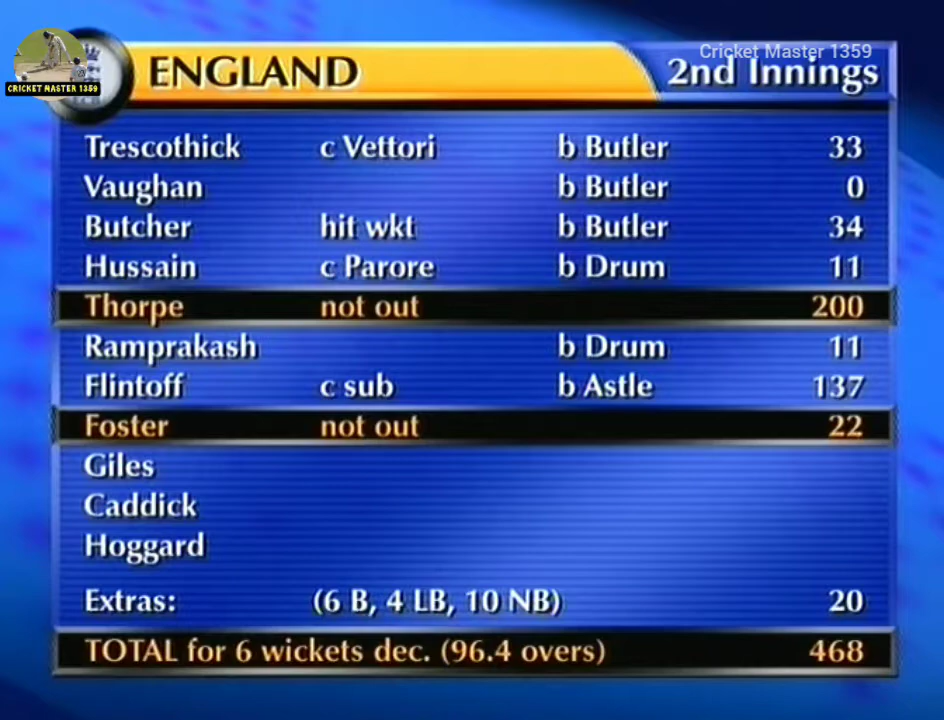 CRICKET MASTER 1359
Cricket Master 1359
ENGLAND 2nd Innings
Trescothick c Vettori b Butler 33
Vaughan b Butler 0
Butcher hit wkt b Butler 34
Hussain c Parore b Drum 11
Thorpe not out 200
Ramprakash b Drum 11
Flintoff c sub b Astle 137
Foster not out 22
Giles
Caddick
Hoggard
Extras: (6 B, 4 LB, 10 NB) 20
TOTAL for 6 wickets dec. (96.4 overs) 468